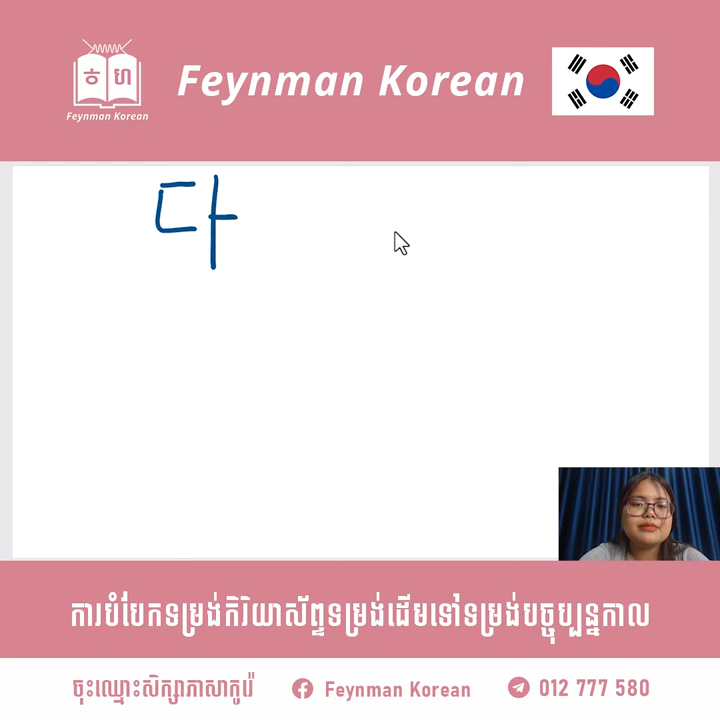 ㅎ ហ
Feynman Korean
Feynman Korean
다
ការបំបែកទម្រង់កិរិយាស័ព្ទទម្រង់ដើមទៅទម្រង់បច្ចុប្បន្នកាល
ចុះឈ្មោះសិក្សាភាសាកូរ៉េ
Feynman Korean
012 777 580